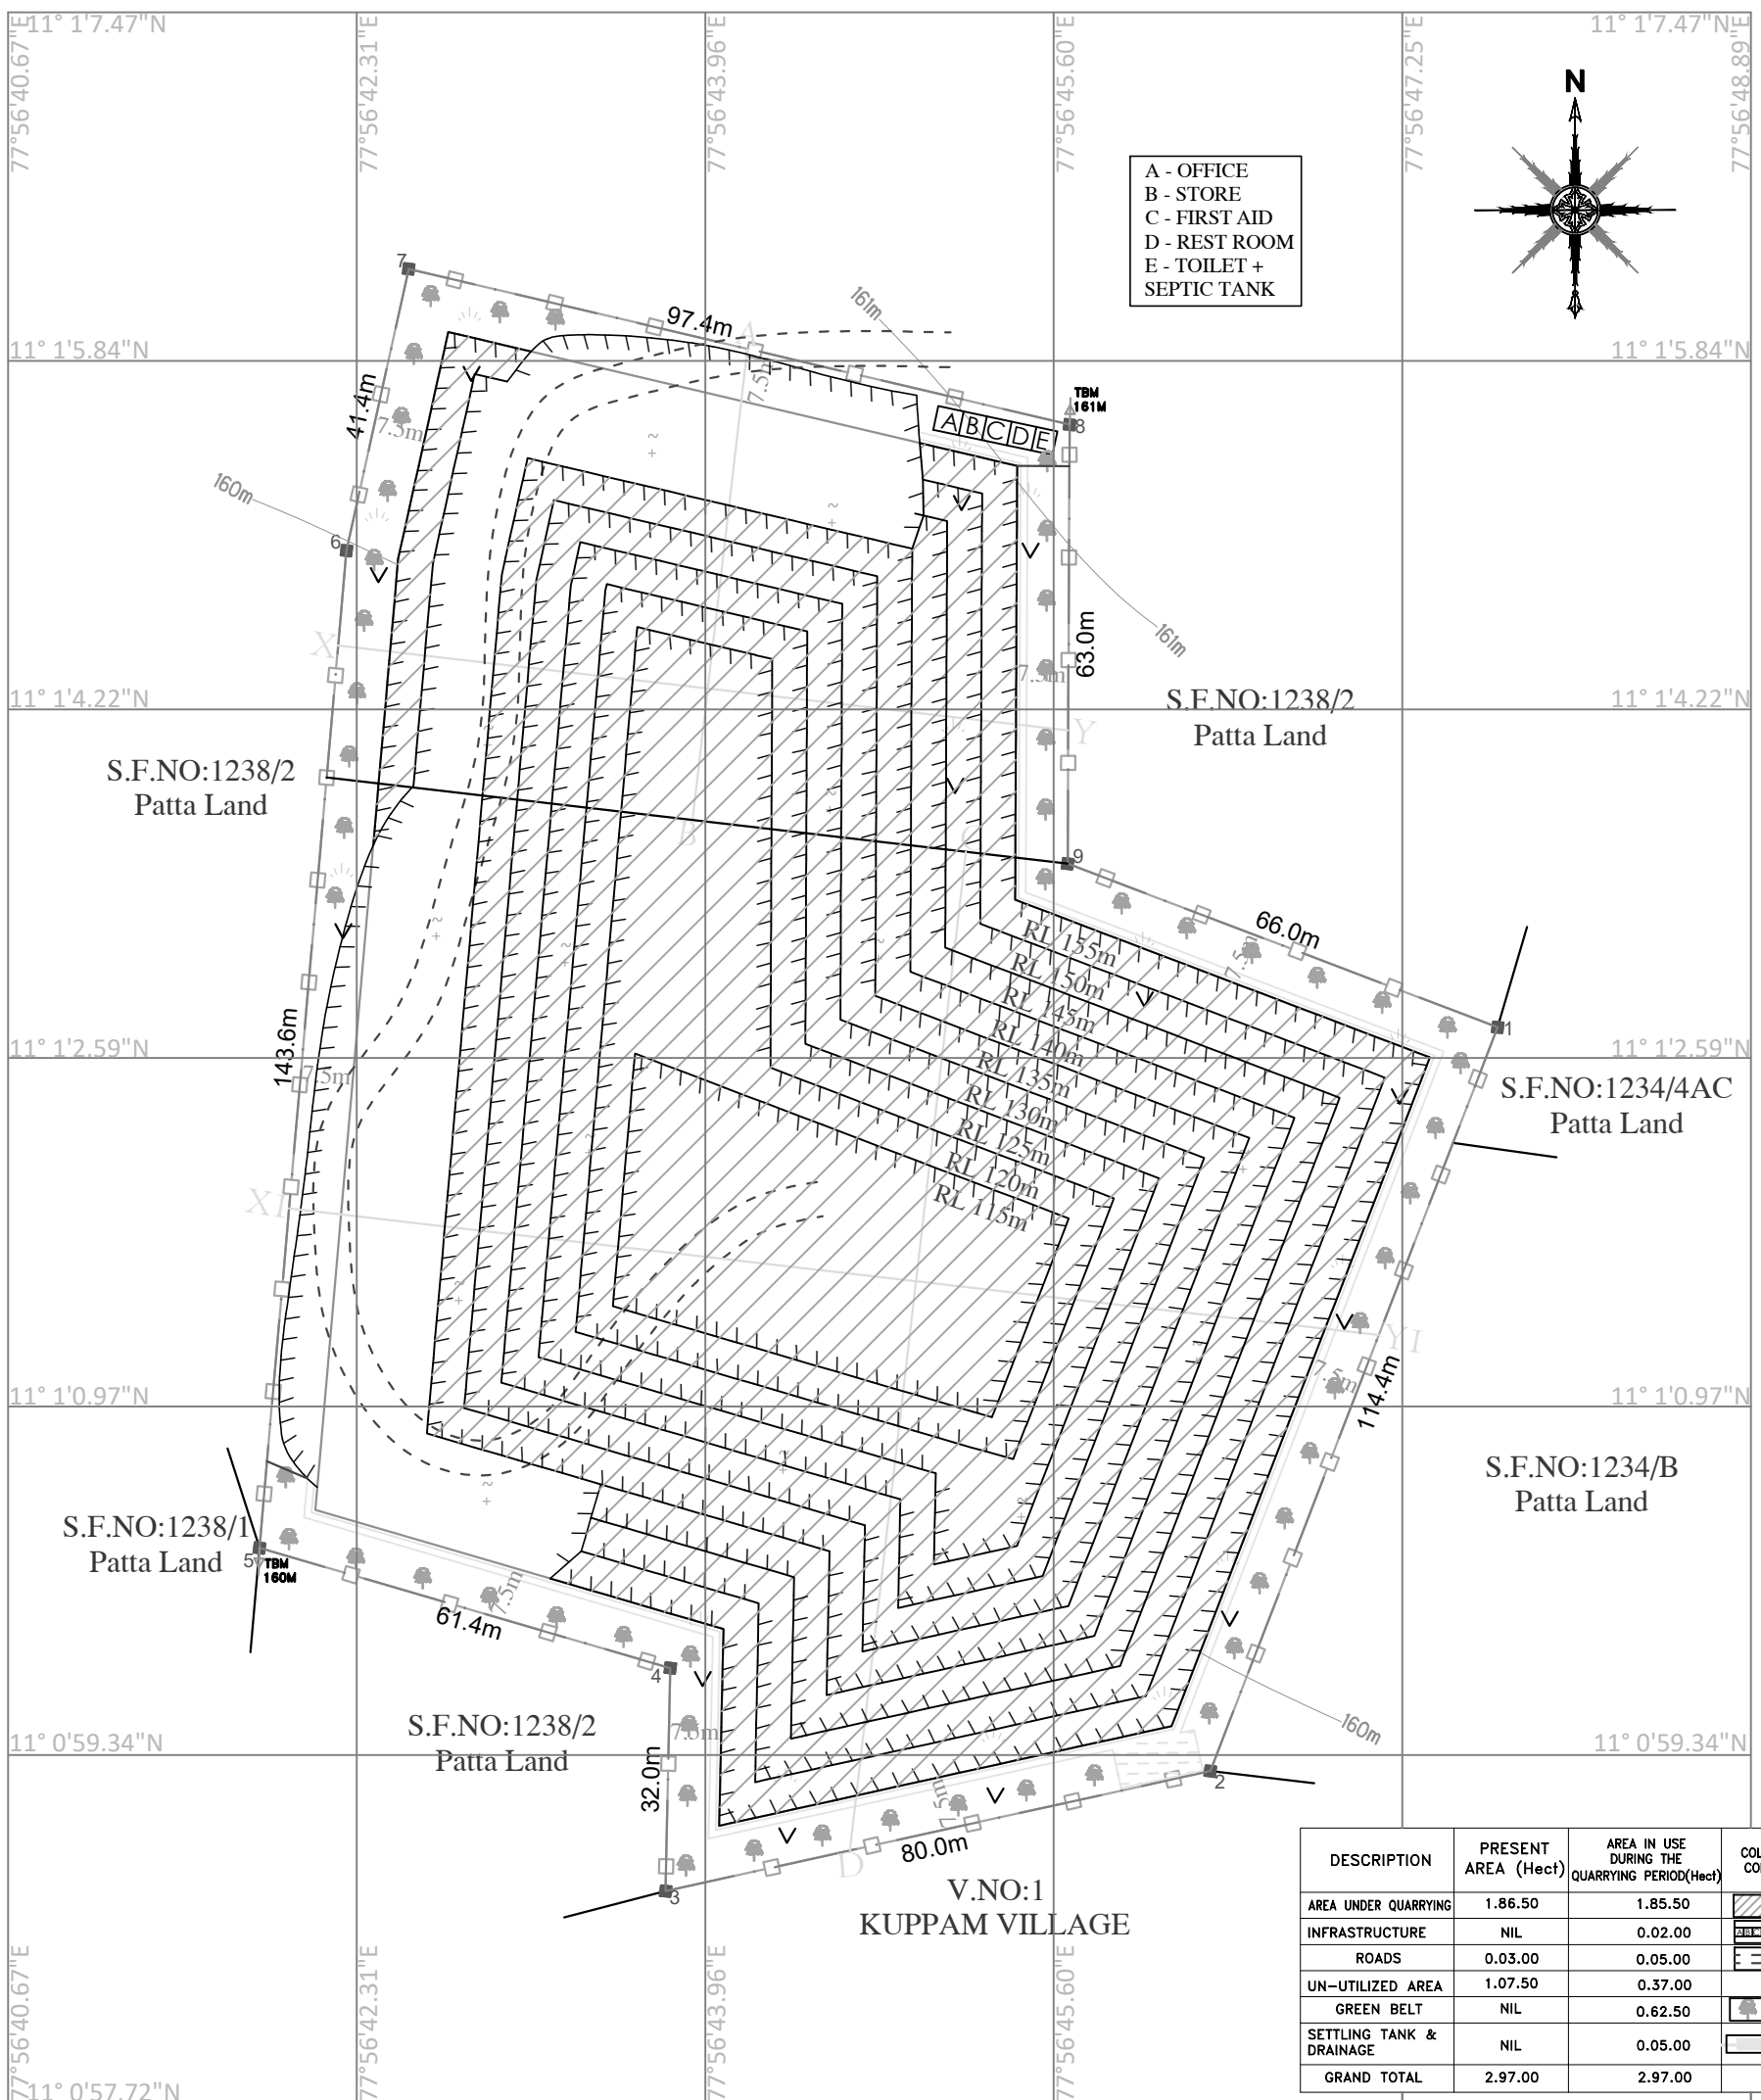 11° 1'7.47"N
11° 1'7.47"N
77°56'40.67"E
77°56'42.31"E
77°56'43.96"E
77°56'45.60"E
77°56'47.25"E
77°56'48.89"E
N
A - OFFICE
B - STORE
C - FIRST AID
D - REST ROOM
E - TOILET +
SEPTIC TANK
7
97.4m
A
7.5m
161m
11° 1'5.84"N
11° 1'5.84"N
TBM
161M
8
A B C D E
41.4m
7.5m
160m
6
X
63.0m
7.5m
161m
Y
11° 1'4.22"N
11° 1'4.22"N
S.F.NO:1238/2
Patta Land
S.F.NO:1238/2
Patta Land
B
C
9
66.0m
RL 155m
RL 150m
RL 145m
RL 140m
RL 135m
RL 130m
RL 125m
RL 120m
RL 115m
1
143.6m
7.5m
11° 1'2.59"N
11° 1'2.59"N
S.F.NO:1234/4AC
Patta Land
XI
YI
7.5m
114.4m
11° 1'0.97"N
11° 1'0.97"N
S.F.NO:1234/B
Patta Land
S.F.NO:1238/1
Patta Land
5
TBM
160M
7.5m
61.4m
4
S.F.NO:1238/2
Patta Land
7.5m
32.0m
160m
11° 0'59.34"N
11° 0'59.34"N
2
7.5m
80.0m
D
3
V.NO:1
KUPPAM VILLAGE
DESCRIPTION PRESENT AREA (Hect) AREA IN USE DURING THE QUARRYING PERIOD(Hect)
AREA UNDER QUARRYING 1.86.50 1.85.50
INFRASTRUCTURE NIL 0.02.00
ROADS 0.03.00 0.05.00
UN-UTILIZED AREA 1.07.50 0.37.00
GREEN BELT NIL 0.62.50
SETTLING TANK & DRAINAGE NIL 0.05.00
GRAND TOTAL 2.97.00 2.97.00
77°56'40.67"E
77°56'42.31"E
77°56'43.96"E
77°56'45.60"E
11° 0'57.72"N